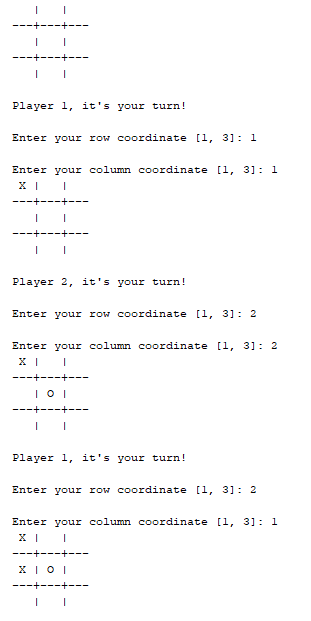 |   |
---+---+---
   |   |
---+---+---
   |   |
Player 1, it's your turn!
Enter your row coordinate [1, 3]: 1
Enter your column coordinate [1, 3]: 1
 X |   |
---+---+---
   |   |
---+---+---
   |   |
Player 2, it's your turn!
Enter your row coordinate [1, 3]: 2
Enter your column coordinate [1, 3]: 2
 X |   |
---+---+---
   | O |
---+---+---
   |   |
Player 1, it's your turn!
Enter your row coordinate [1, 3]: 2
Enter your column coordinate [1, 3]: 1
 X |   |
---+---+---
 X | O |
---+---+---
   |   |